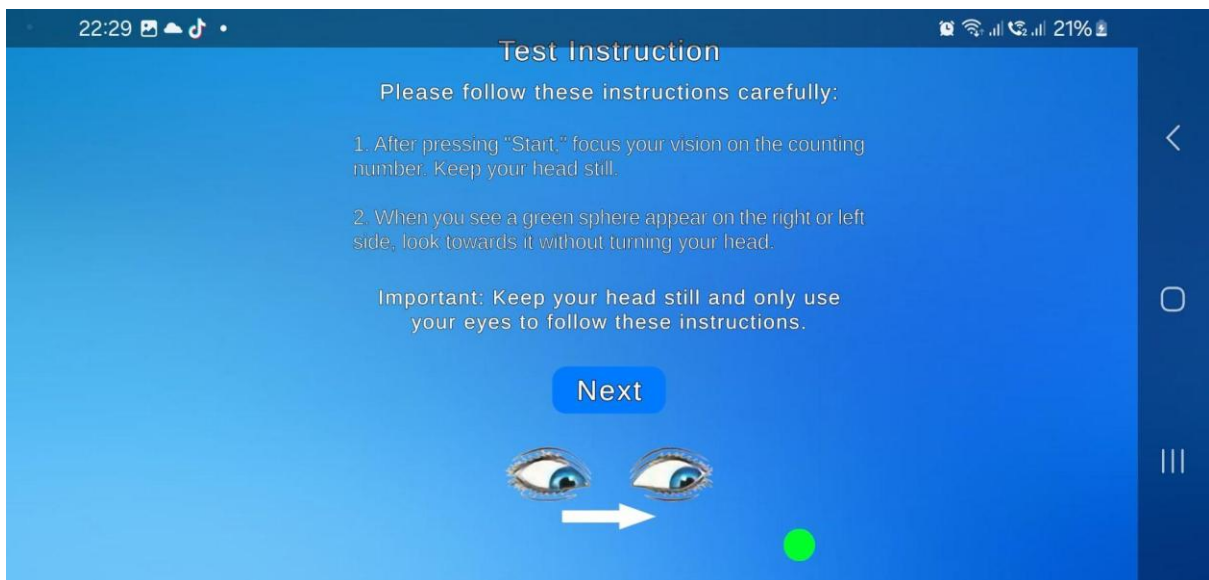 22:29
21%
Test Instruction
Please follow these instructions carefully:
1. After pressing "Start," focus your vision on the counting
number. Keep your head still.
2. When you see a green sphere appear on the right or left
side, look towards it without turning your head.
Important: Keep your head still and only use
your eyes to follow these instructions.
Next